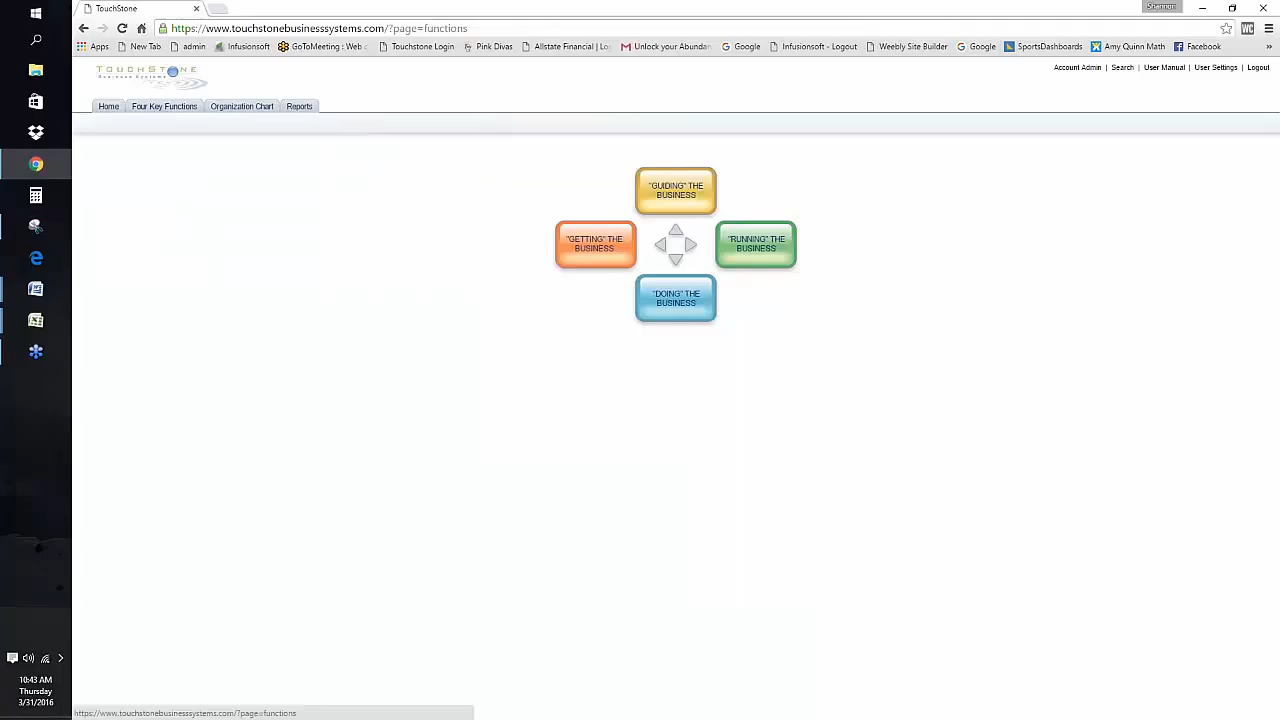 TouchStone
Shannon
https://www.touchstonebusinesssystems.com/?page=functions
Apps New Tab admin Infusionsoft GoToMeeting : Web c Touchstone Login Pink Divas Allstate Financial | Lo Unlock your Abundan Google Infusionsoft - Logout Weebly Site Builder Google SportsDashboards Amy Quinn Math Facebook »
TOUCHSTONE
Business Systems
Account Admin | Search | User Manual | User Settings | Logout
Home Four Key Functions Organization Chart Reports
"GUIDING" THE
BUSINESS
"GETTING" THE
BUSINESS
"RUNNING" THE
BUSINESS
"DOING" THE
BUSINESS
10:43 AM
Thursday
3/31/2016
https://www.touchstonebusinesssystems.com/?page=functions